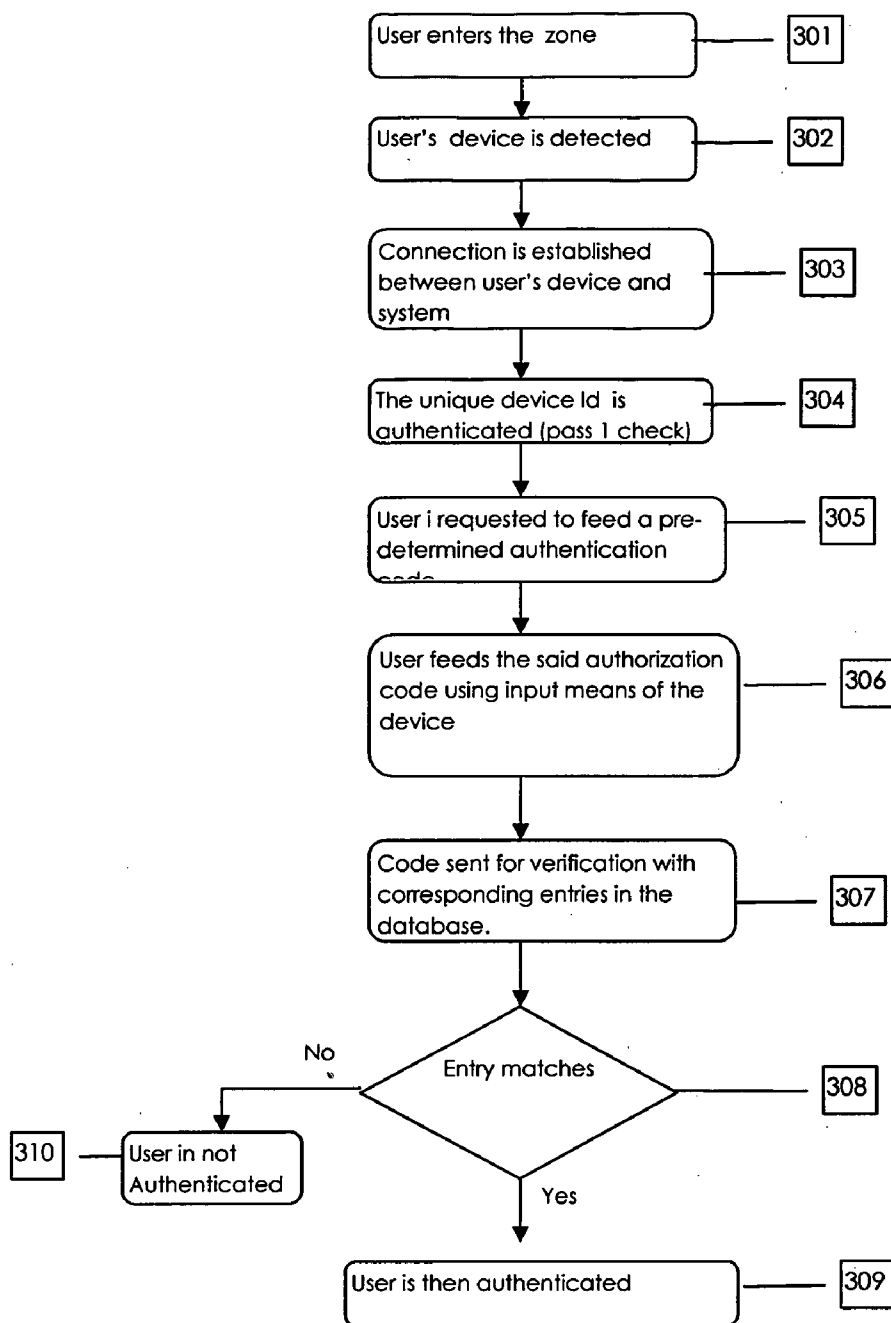 User enters the zone
301
User's device is detected
302
Connection is established
between user's device and
system
303
The unique device Id is
authenticated (pass 1 check)
304
User i requested to feed a pre-
determined authentication
305
User feeds the said authorization
code using input means of the
device
306
Code sent for verification with
corresponding entries in the
database.
307
Entry matches
308
No
310
User in not
Authenticated
Yes
User is then authenticated
309